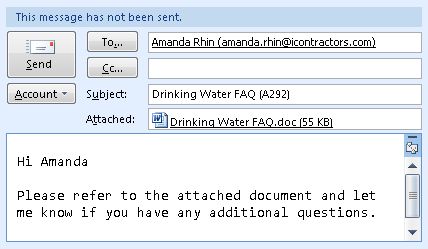 This message has not been sent.
To... Amanda Rhin (amanda.rhin@icontractors.com)
Send
Cc...
Account Subject: Drinking Water FAQ (A292)
Attached: Drinking Water FAQ.doc (55 KB)
Hi Amanda
Please refer to the attached document and let
me know if you have any additional questions.